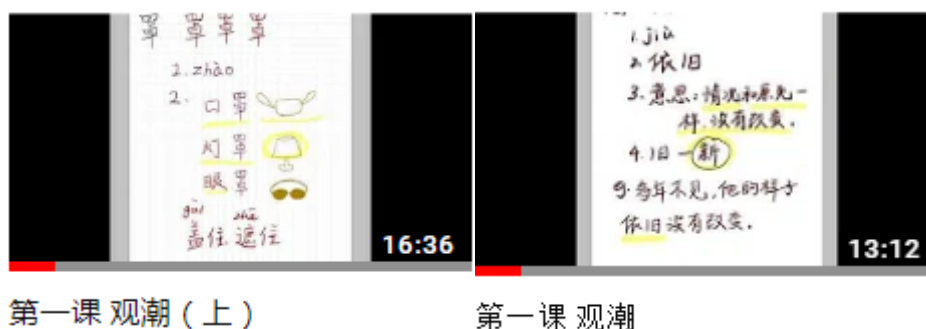 罩 罩 罩 罩
2. zhào
2. 口罩
灯罩
眼罩
gài zhē
盖住 遮住
16:36
第一课 观潮（上）
1. jiù
2. 依旧
3. 意思：情况和原先一
样，没有改变。
4. 旧—新
5. 多年不见，他的样子
依旧没有改变。
13:12
第一课 观潮